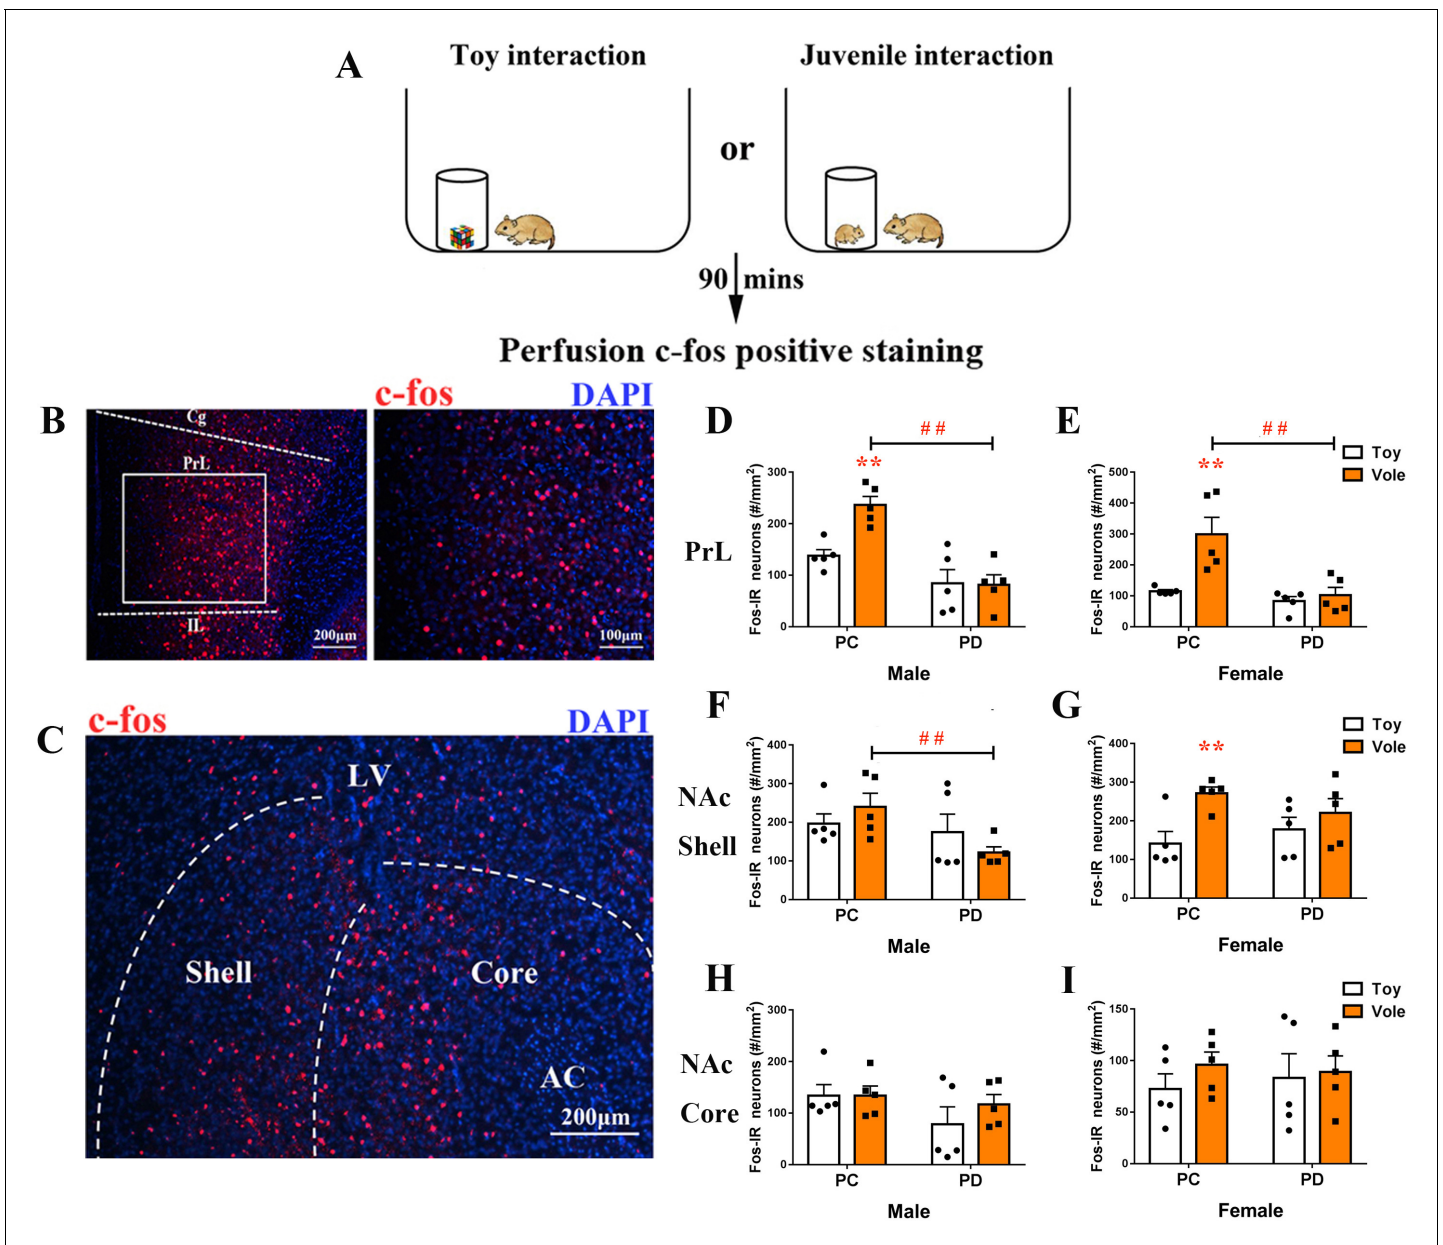 A
Toy interaction
Juvenile interaction
or
90 mins
Perfusion c-fos positive staining
B
c-fos
DAPI
Cg
PrL
IL
200μm
100μm
C
c-fos
DAPI
LV
Shell
Core
AC
200μm
D
# #
**
Fos-IR neurons (#/mm²)
300
200
100
0
PrL
PC
PD
Male
E
# #
**
Toy
Vole
Fos-IR neurons (#/mm²)
500
400
300
200
100
0
PC
PD
Female
F
# #
Fos-IR neurons (#/mm²)
400
300
200
100
0
NAc
Shell
PC
PD
Male
G
**
Toy
Vole
Fos-IR neurons (#/mm²)
400
300
200
100
0
PC
PD
Female
H
Fos-IR neurons (#/mm²)
300
200
100
0
NAc
Core
PC
PD
Male
I
Toy
Vole
Fos-IR neurons (#/mm²)
150
100
50
0
PC
PD
Female